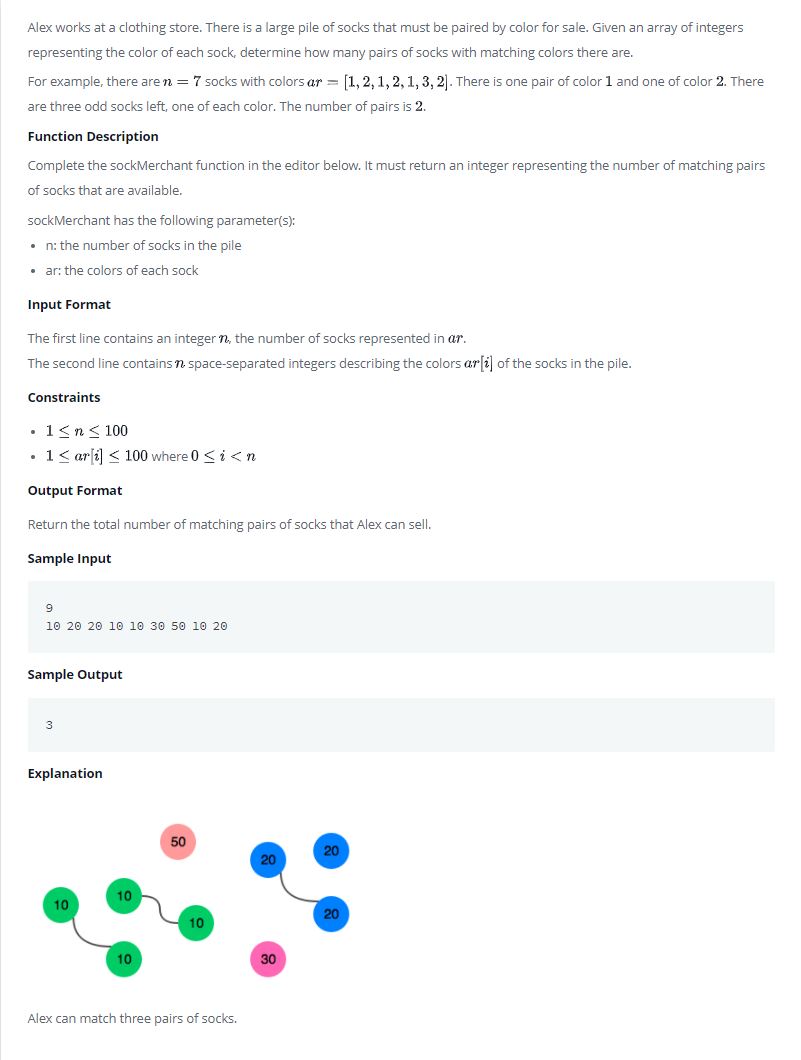 Alex works at a clothing store. There is a large pile of socks that must be paired by color for sale. Given an array of integers
representing the color of each sock, determine how many pairs of socks with matching colors there are.
For example, there are n = 7 socks with colors ar = [1, 2, 1, 2, 1, 3, 2]. There is one pair of color 1 and one of color 2. There
are three odd socks left, one of each color. The number of pairs is 2.
Function Description
Complete the sockMerchant function in the editor below. It must return an integer representing the number of matching pairs
of socks that are available.
sockMerchant has the following parameter(s):
• n: the number of socks in the pile
• ar: the colors of each sock
Input Format
The first line contains an integer n, the number of socks represented in ar.
The second line contains n space-separated integers describing the colors ar[i] of the socks in the pile.
Constraints
• 1 ≤ n ≤ 100
• 1 ≤ ar[i] ≤ 100 where 0 ≤ i < n
Output Format
Return the total number of matching pairs of socks that Alex can sell.
Sample Input
9
10 20 20 10 10 30 50 10 20
Sample Output
3
Explanation
50
20
20
10
10
10
20
10
30
Alex can match three pairs of socks.